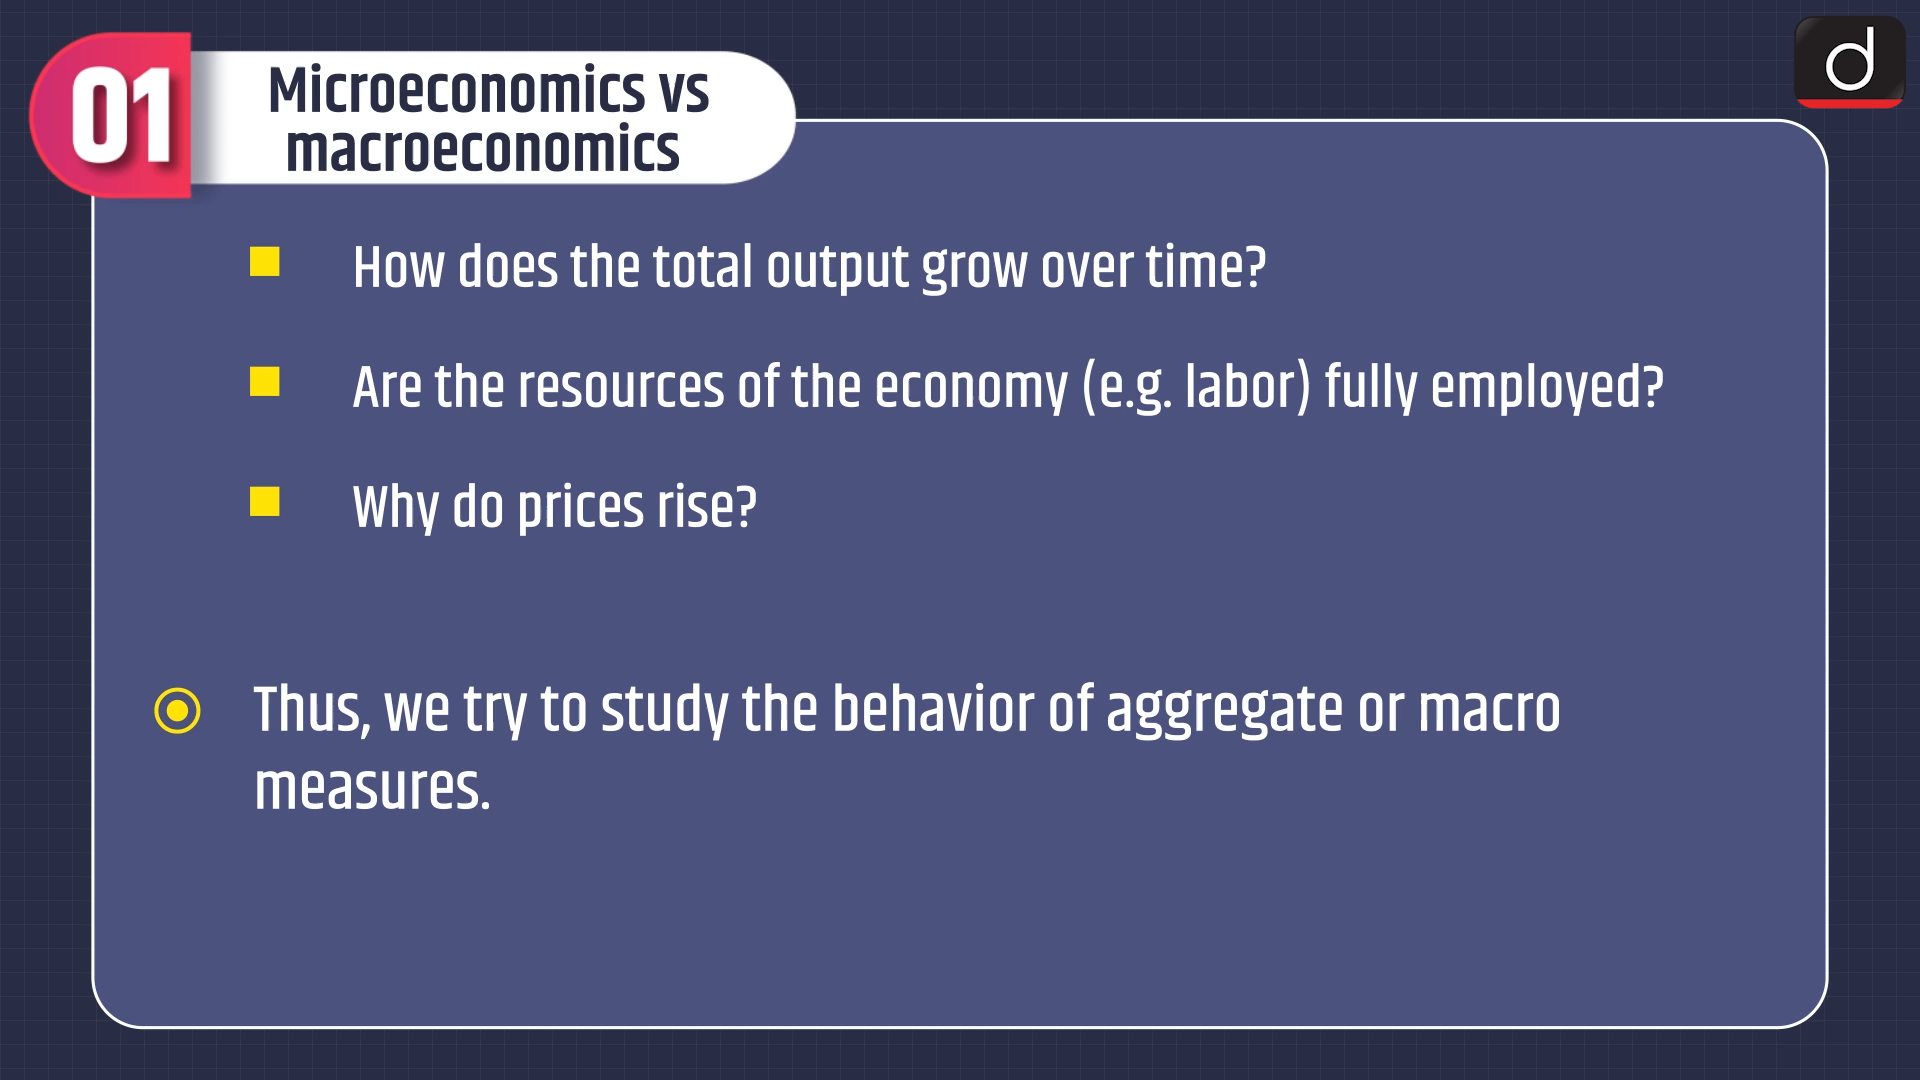 01
Microeconomics vs
macroeconomics
d
How does the total output grow over time?
Are the resources of the economy (e.g. labor) fully employed?
Why do prices rise?
Thus, we try to study the behavior of aggregate or macro
measures.